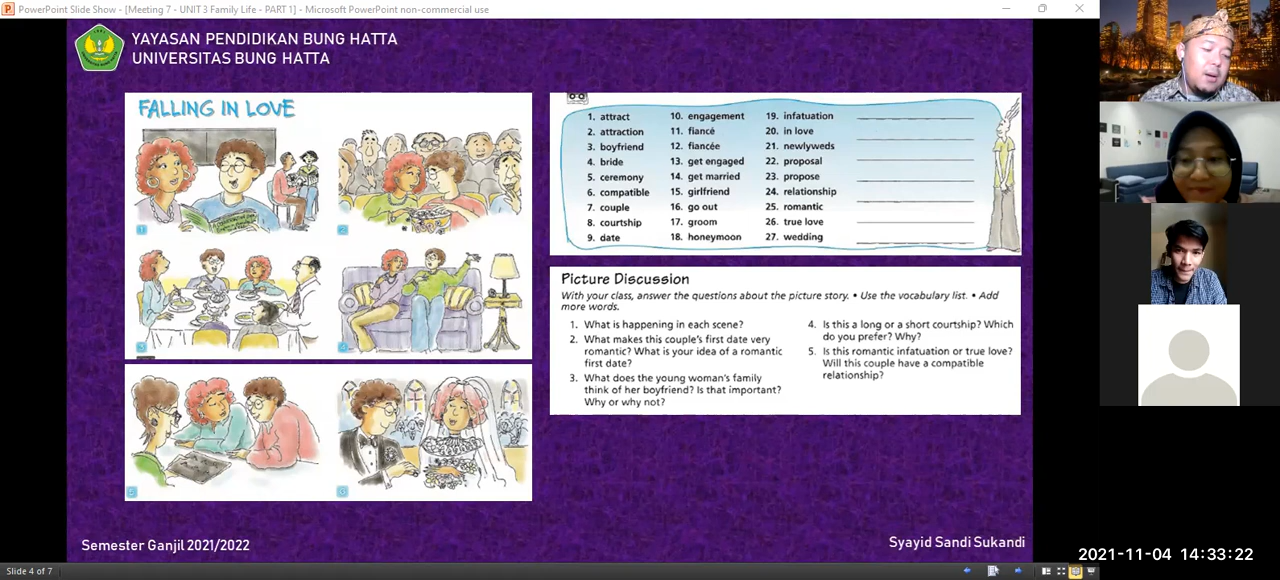 PowerPoint Slide Show - [Meeting 7 - UNIT 3 Family Life - PART 1] - Microsoft PowerPoint non-commercial use
YAYASAN PENDIDIKAN BUNG HATTA
UNIVERSITAS BUNG HATTA
FALLING IN LOVE
1
2
3
4
5
6
1. attract
2. attraction
3. boyfriend
4. bride
5. ceremony
6. compatible
7. couple
8. courtship
9. date
10. engagement
11. fiancé
12. fiancée
13. get engaged
14. get married
15. girlfriend
16. go out
17. groom
18. honeymoon
19. infatuation
20. in love
21. newlyweds
22. proposal
23. propose
24. relationship
25. romantic
26. true love
27. wedding
Picture Discussion
With your class, answer the questions about the picture story. • Use the vocabulary list. • Add
more words.
1. What is happening in each scene?
2. What makes this couple's first date very
romantic? What is your idea of a romantic
first date?
3. What does the young woman's family
think of her boyfriend? Is that important?
Why or why not?
4. Is this a long or a short courtship? Which
do you prefer? Why?
5. Is this romantic infatuation or true love?
Will this couple have a compatible
relationship?
Semester Ganjil 2021/2022
Syayid Sandi Sukandi
Slide 4 of 7
2021-11-04 14:33:22